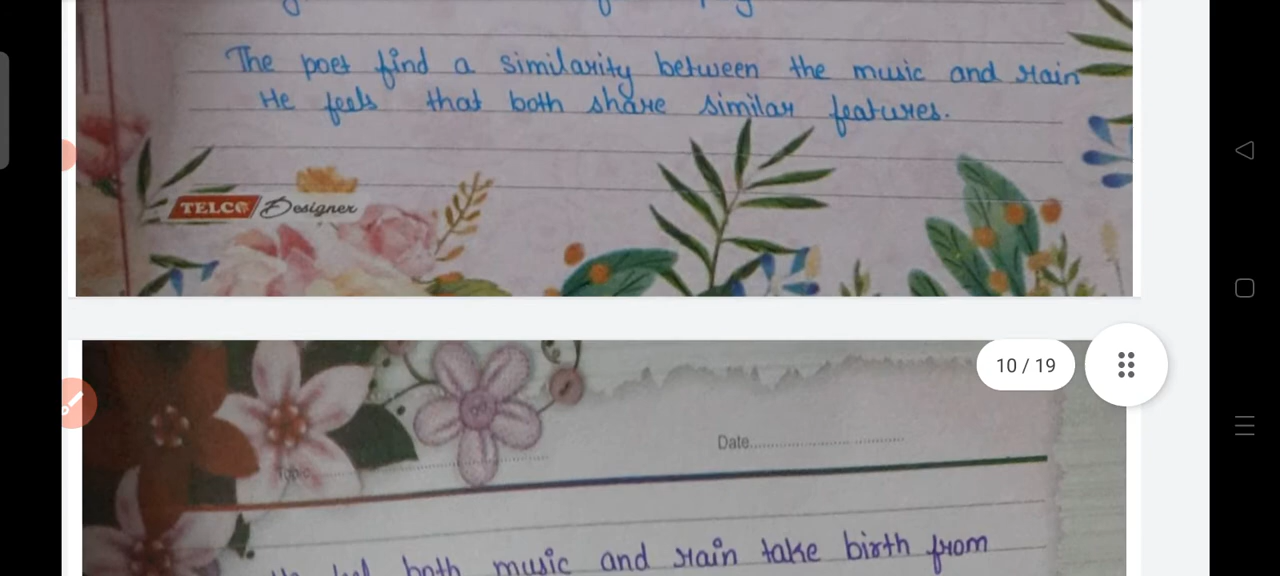 The poet find a similarity between the music and rain
He feels that both share similar features.
TELCO Designer
10 / 19
Date
Topic
both music and rain take birth from